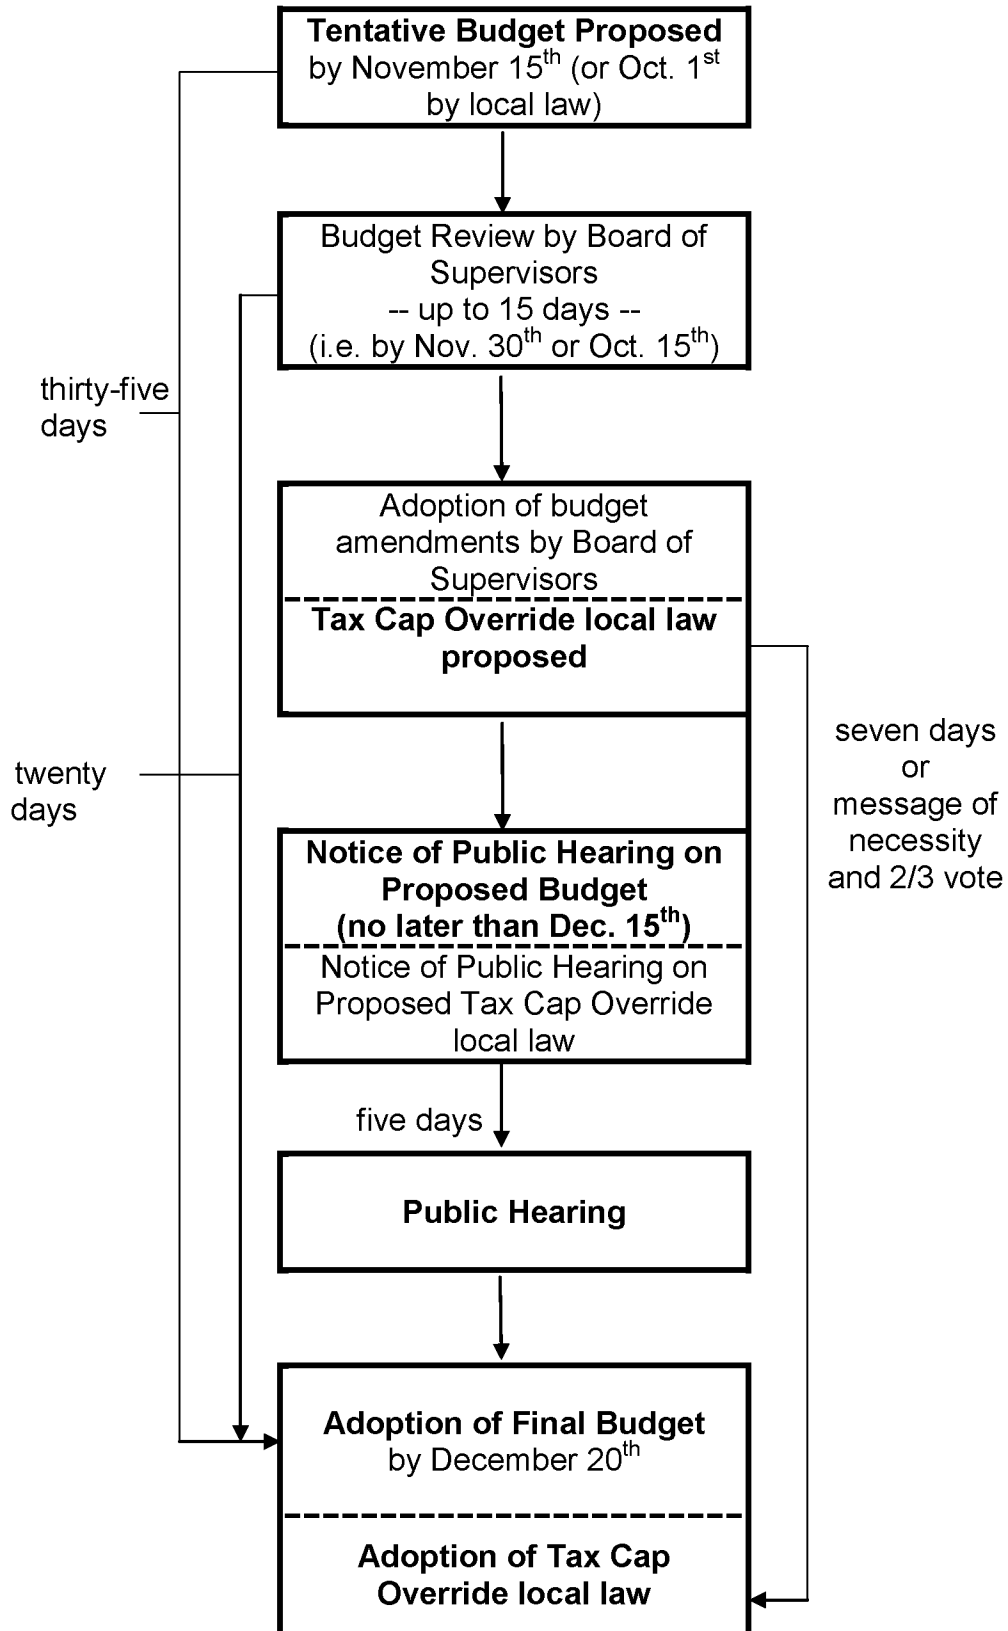 Tentative Budget Proposed
by November 15th (or Oct. 1st
by local law)
Budget Review by Board of
Supervisors
-- up to 15 days --
(i.e. by Nov. 30th or Oct. 15th)
thirty-five
days
Adoption of budget
amendments by Board of
Supervisors
Tax Cap Override local law
proposed
seven days
or
message of
necessity
and 2/3 vote
twenty
days
Notice of Public Hearing on
Proposed Budget
(no later than Dec. 15th)
Notice of Public Hearing on
Proposed Tax Cap Override
local law
five days
Public Hearing
Adoption of Final Budget
by December 20th
Adoption of Tax Cap
Override local law